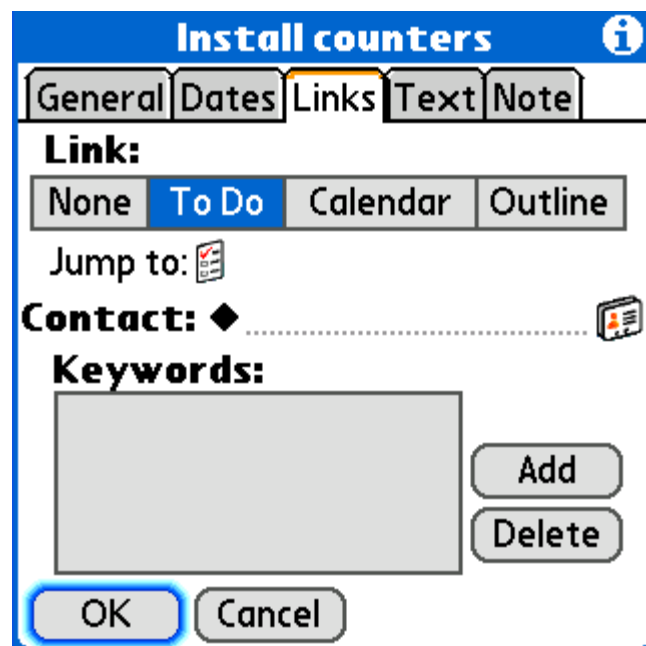 Install counters
General Dates Links Text Note
Link:
None To Do Calendar Outline
Jump to:
Contact:
Keywords:
Add
Delete
OK Cancel